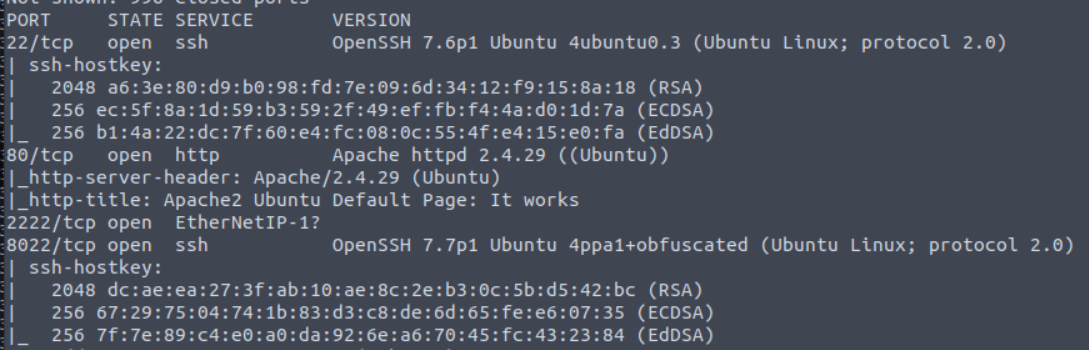 PORT STATE SERVICE VERSION
22/tcp open ssh OpenSSH 7.6p1 Ubuntu 4ubuntu0.3 (Ubuntu Linux; protocol 2.0)
| ssh-hostkey:
| 2048 a6:3e:80:d9:b0:98:fd:7e:09:6d:34:12:f9:15:8a:18 (RSA)
| 256 ec:5f:8a:1d:59:b3:59:2f:49:ef:fb:f4:4a:d0:1d:7a (ECDSA)
|_ 256 b1:4a:22:dc:7f:60:e4:fc:08:0c:55:4f:e4:15:e0:fa (EdDSA)
80/tcp open http Apache httpd 2.4.29 ((Ubuntu))
|_http-server-header: Apache/2.4.29 (Ubuntu)
|_http-title: Apache2 Ubuntu Default Page: It works
2222/tcp open EtherNetIP-1?
8022/tcp open ssh OpenSSH 7.7p1 Ubuntu 4ppa1+obfuscated (Ubuntu Linux; protocol 2.0)
| ssh-hostkey:
| 2048 dc:ae:ea:27:3f:ab:10:ae:8c:2e:b3:0c:5b:d5:42:bc (RSA)
| 256 67:29:75:04:74:1b:83:d3:c8:de:6d:65:fe:e6:07:35 (ECDSA)
|_ 256 7f:7e:89:c4:e0:a0:da:92:6e:a6:70:45:fc:43:23:84 (EdDSA)